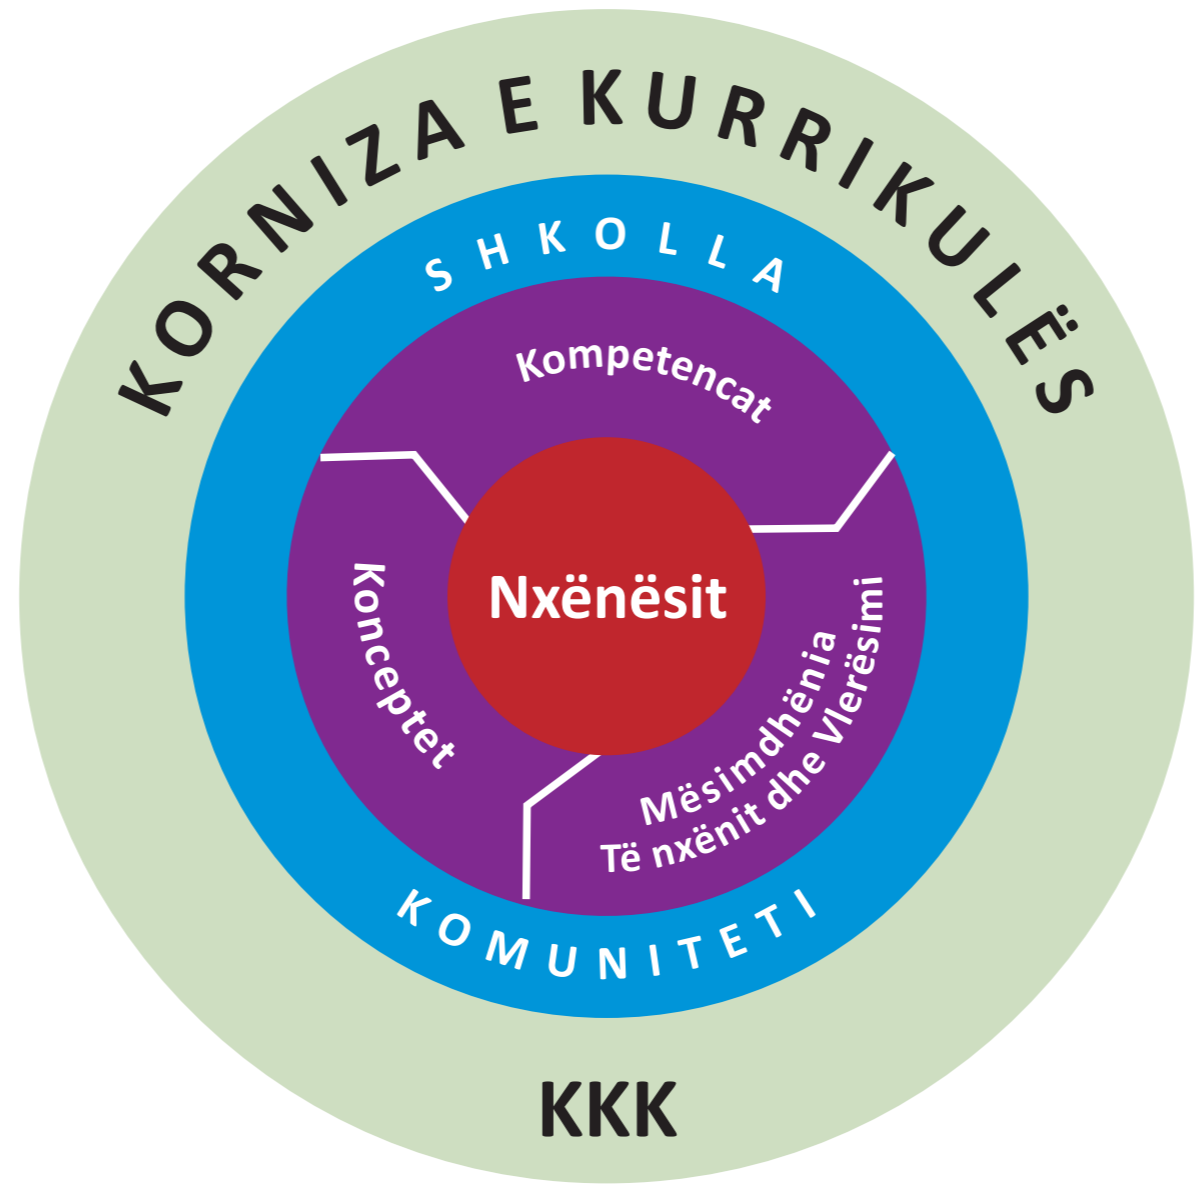 KORNIZA E KURRIKULËS
SHKOLLA
Kompetencat
Nxënësit
Konceptet
Mësimdhënia
Të nxënit dhe Vlerësimi
KOMUNITETI
KKK